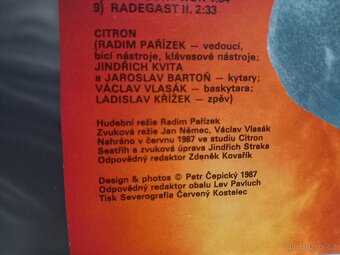 9) RADEGAST II. 2:33
CITRON
(RADIM PAŘÍZEK – vedoucí,
bicí nástroje, klávesové nástroje;
JINDŘICH KVITA
a JAROSLAV BARTOŇ – kytary;
VÁCLAV VLASÁK – baskytara;
LADISLAV KŘÍŽEK – zpěv)
Hudební režie Radim Pařízek
Zvuková režie Jan Němec, Václav Vlasák
Nahráno v červnu 1987 ve studiu Citron
Sestřih a zvuková úprava Jindřich Straka
Odpovědný redaktor Zdeněk Kovařík
Design & photos © Petr Čepický 1987
Odpovědný redaktor obalu Lev Pavluch
Tisk Severografia Červený Kostelec